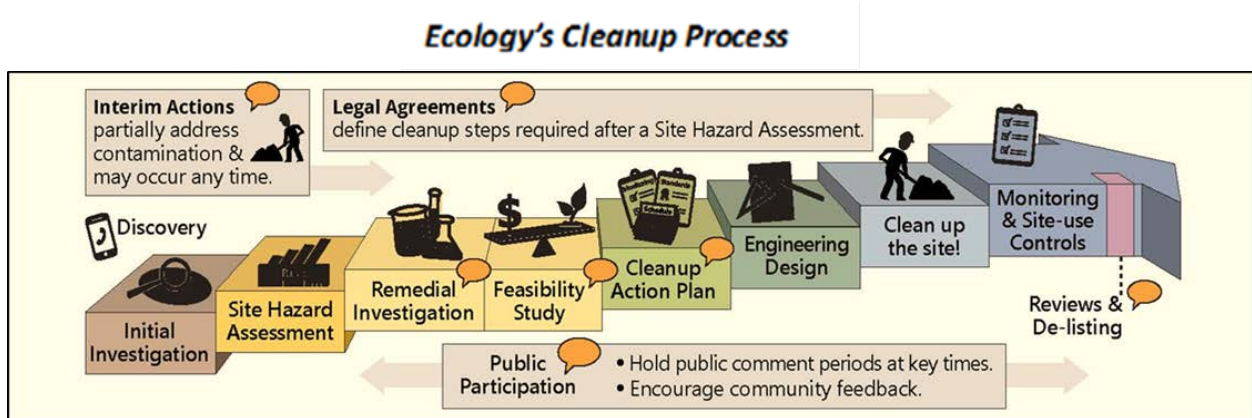 Ecology's Cleanup Process
Interim Actions
partially address
contamination &
may occur any time.
Legal Agreements
define cleanup steps required after a Site Hazard Assessment.
Discovery
Initial
Investigation
Site Hazard
Assessment
Remedial
Investigation
$
Feasibility
Study
Standards
Schedule
Cleanup
Action Plan
Engineering
Design
Clean up
the site!
Monitoring
& Site-use
Controls
Reviews &
De-listing
Public
Participation
• Hold public comment periods at key times.
• Encourage community feedback.